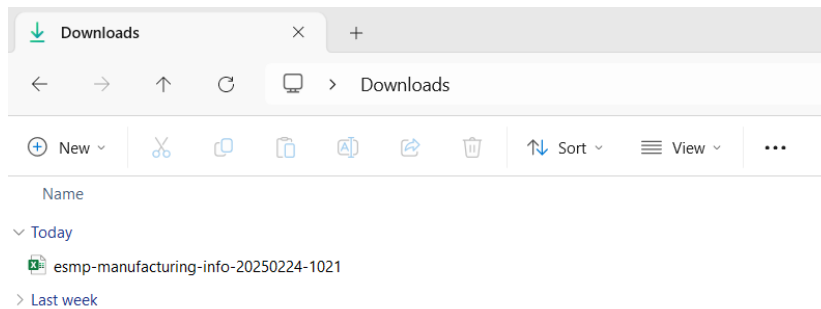 Downloads
Downloads
New
Sort
View
Name
Today
esmp-manufacturing-info-20250224-1021
Last week